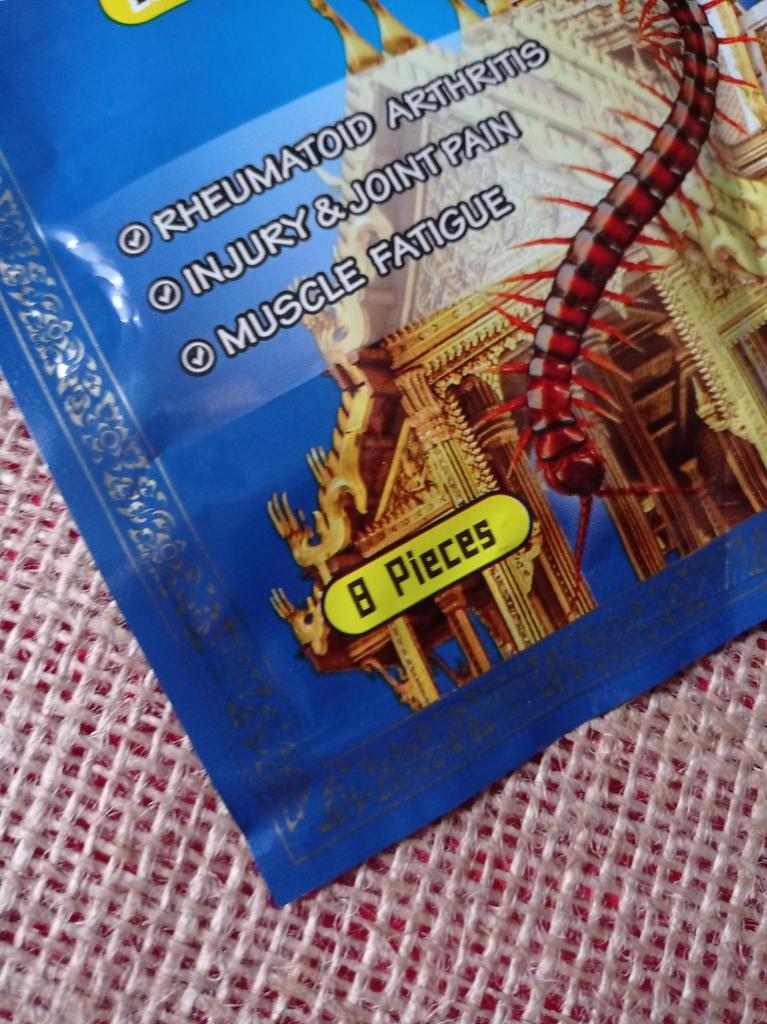 RHEUMATOID ARTHRITIS
INJURY & JOINT PAIN
MUSCLE FATIGUE
8 Pieces